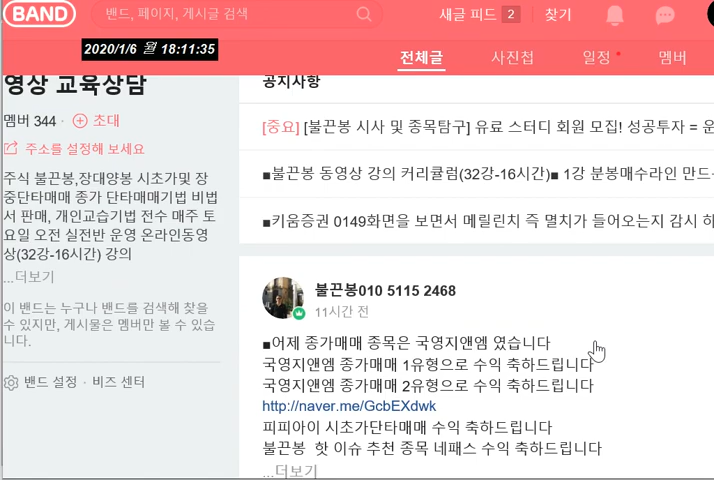 BAND
밴드, 페이지, 게시글 검색
새글 피드 2 찾기
2020/1/6 월 18:11:35
전체글 사진첩 일정 멤버
영상 교육상담
멤버 344 · 초대
주소를 설정해 보세요
주식 불끈봉,장대양봉 시초가및 장
중단타매매 종가 단타매매기법 비법
서 판매, 개인교습기법 전수 매주 토
요일 오전 실전반 운영 온라인동영
상(32강-16시간) 강의
...더보기
이 밴드는 누구나 밴드를 검색해 찾을
수 있지만, 게시물은 멤버만 볼 수 있습
니다.
밴드 설정 · 비즈 센터
공지사항
[중요] [불끈봉 시사 및 종목탐구] 유료 스터디 회원 모집! 성공투자 = 운
■불끈봉 동영상 강의 커리큘럼(32강-16시간)■ 1강 분봉매수라인 만드
■키움증권 0149화면을 보면서 메릴린치 즉 멸치가 들어오는지 감시 하
불끈봉010 5115 2468
11시간 전
■어제 종가매매 종목은 국영지앤엠 였습니다
국영지앤엠 종가매매 1유형으로 수익 축하드립니다
국영지앤엠 종가매매 2유형으로 수익 축하드립니다
http://naver.me/GcbEXdwk
피피아이 시초가단타매매 수익 축하드립니다
불끈봉 핫 이슈 추천 종목 네패스 수익 축하드립니다
...더보기